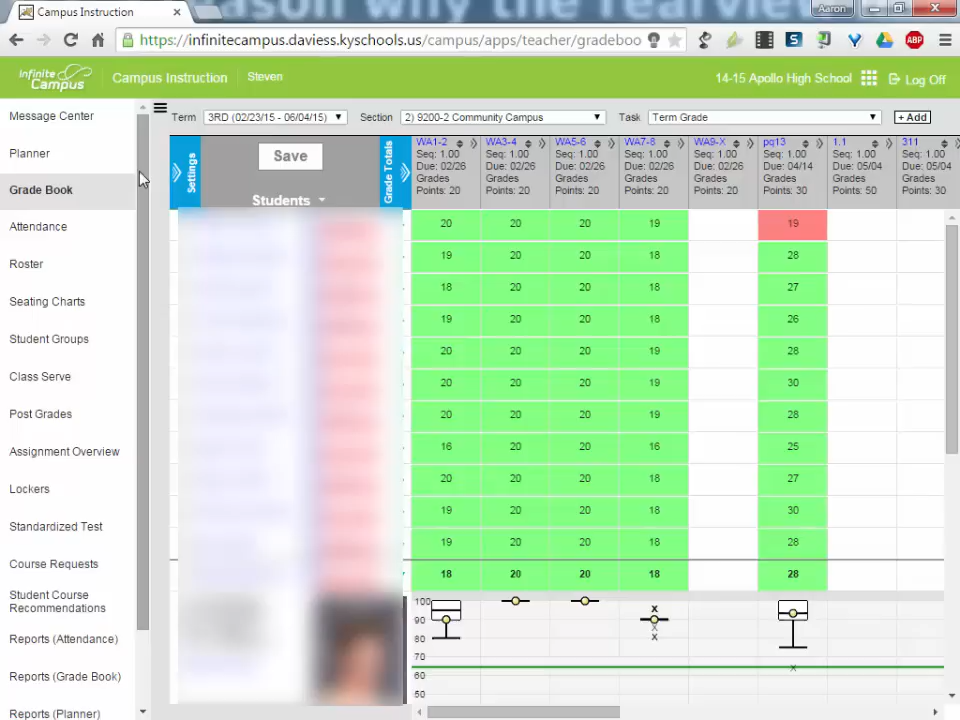 ason why the rearview
Campus Instruction
Aaron
https://infinitecampus.daviess.kyschools.us/campus/apps/teacher/gradeboo
S
ABP
Infinite Campus
Campus Instruction
Steven
14-15 Apollo High School
Log Off
Message Center
Planner
Grade Book
Attendance
Roster
Seating Charts
Student Groups
Class Serve
Post Grades
Assignment Overview
Lockers
Standardized Test
Course Requests
Student Course
Recommendations
Reports (Attendance)
Reports (Grade Book)
Reports (Planner)
Term 3RD (02/23/15 - 06/04/15) Section 2) 9200-2 Community Campus Task Term Grade + Add
Settings
Save
Students
Grade Totals
WA1-2 WA3-4 WA5-6 WA7-8 WA9-X pq13 1.1 311
Seq: 1.00 Seq: 1.00 Seq: 1.00 Seq: 1.00 Seq: 1.00 Seq: 1.00 Seq: 1.00 Seq: 1.00
Due: 02/26 Due: 02/26 Due: 02/26 Due: 02/26 Due: 02/26 Due: 04/14 Due: 05/04 Due: 05/04
Grades Grades Grades Grades Grades Grades Grades Grades
Points: 20 Points: 20 Points: 20 Points: 20 Points: 20 Points: 30 Points: 50 Points: 30
20 20 20 19 19
19 20 20 18 28
18 20 20 18 27
19 20 20 18 26
20 20 20 19 28
20 20 20 19 30
20 20 20 19 28
16 20 20 16 25
20 20 20 18 27
19 20 20 19 30
19 20 20 18 28
18 20 20 18 28
100
90
80
70
60
50